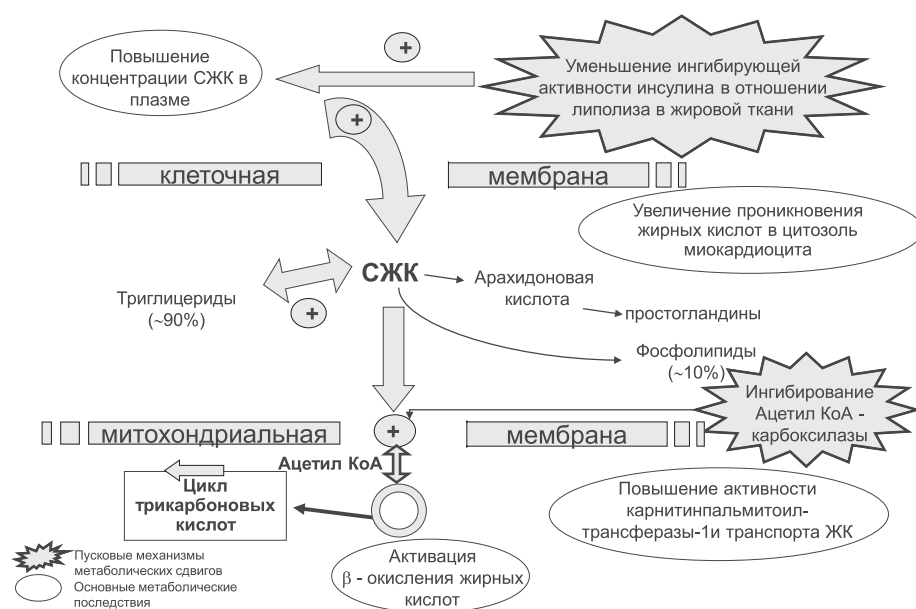 Повышение
концентрации СЖК в
плазме
+
Уменьшение ингибирующей
активности инсулина в отношении
липолиза в жировой ткани
+
клеточная
мембрана
Увеличение проникновения
жирных кислот в цитозоль
миокардиоцита
СЖК
Арахидоновая
кислота
простогландины
Триглицериды
(~90%)
+
Фосфолипиды
(~10%)
Ингибирование
Ацетил КоА -
карбоксилазы
митохондриальная
+
мембрана
Ацетил КоА
Цикл
трикарбоновых
кислот
Повышение активности
карнитинпальмитоил-
трансферазы-1и транспорта ЖК
Активация
β - окисления жирных
кислот
Пусковые механизмы
метаболических сдвигов
Основные метаболические
последствия